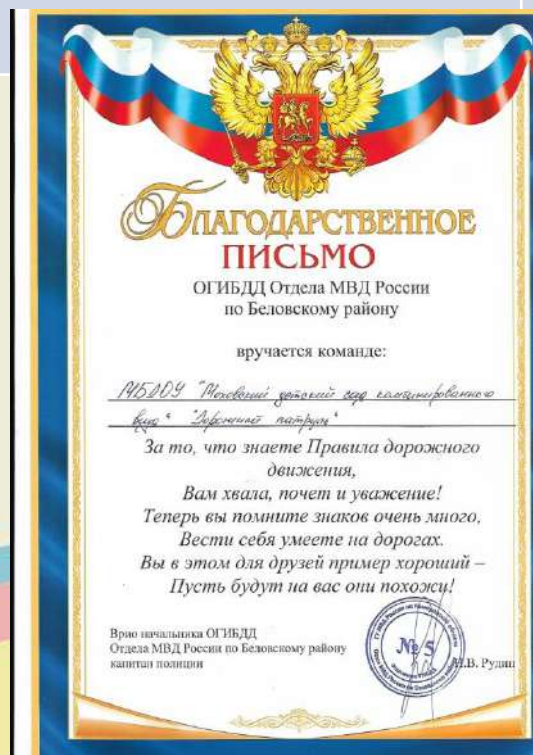 БЛАГОДАРСТВЕННОЕ
ПИСЬМО
ОГИБДД Отдела МВД России
по Беловскому району
вручается команде:
МБДОУ "Моховский детский сад комбинированного
вида" "Дорожный патруль"
За то, что знаете Правила дорожного
движения,
Вам хвала, почет и уважение!
Теперь вы помните знаков очень много,
Вести себя умеете на дорогах.
Вы в этом для друзей пример хороший –
Пусть будут на вас они похожи!
Врио начальника ОГИБДД
Отдела МВД России по Беловскому району
капитан полиции
№ 5
И.В. Рудин